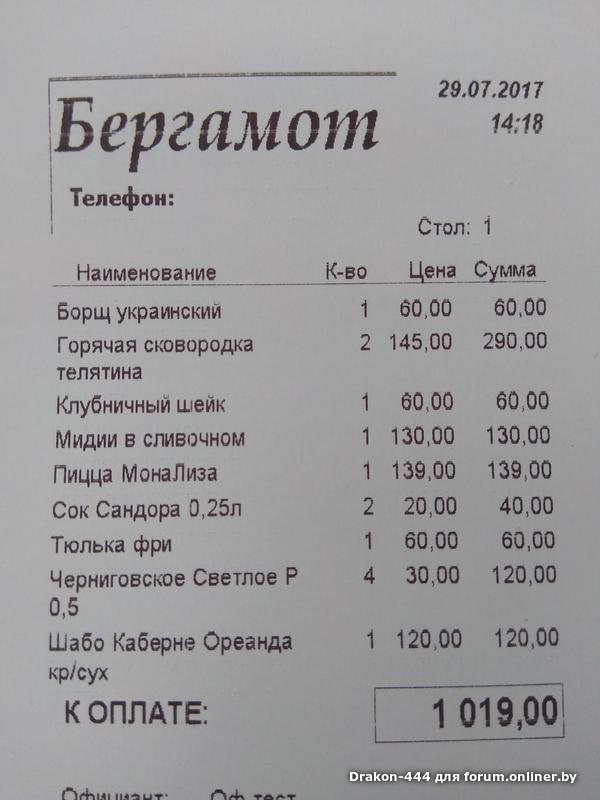 29.07.2017
Бергамот
14:18
Телефон:
Стол: 1
Наименование К-во Цена Сумма
Борщ украинский 1 60,00 60,00
Горячая сковородка 2 145,00 290,00
телятина
Клубничный шейк 1 60,00 60,00
Мидии в сливочном 1 130,00 130,00
Пицца МонаЛиза 1 139,00 139,00
Сок Сандора 0,25л 2 20,00 40,00
Тюлька фри 1 60,00 60,00
Черниговское Светлое Р 4 30,00 120,00
0,5
Шабо Каберне Ореанда 1 120,00 120,00
кр/сух
К ОПЛАТЕ: 1 019,00
Официант: Оф тест
Drakon-444 для forum.onliner.by